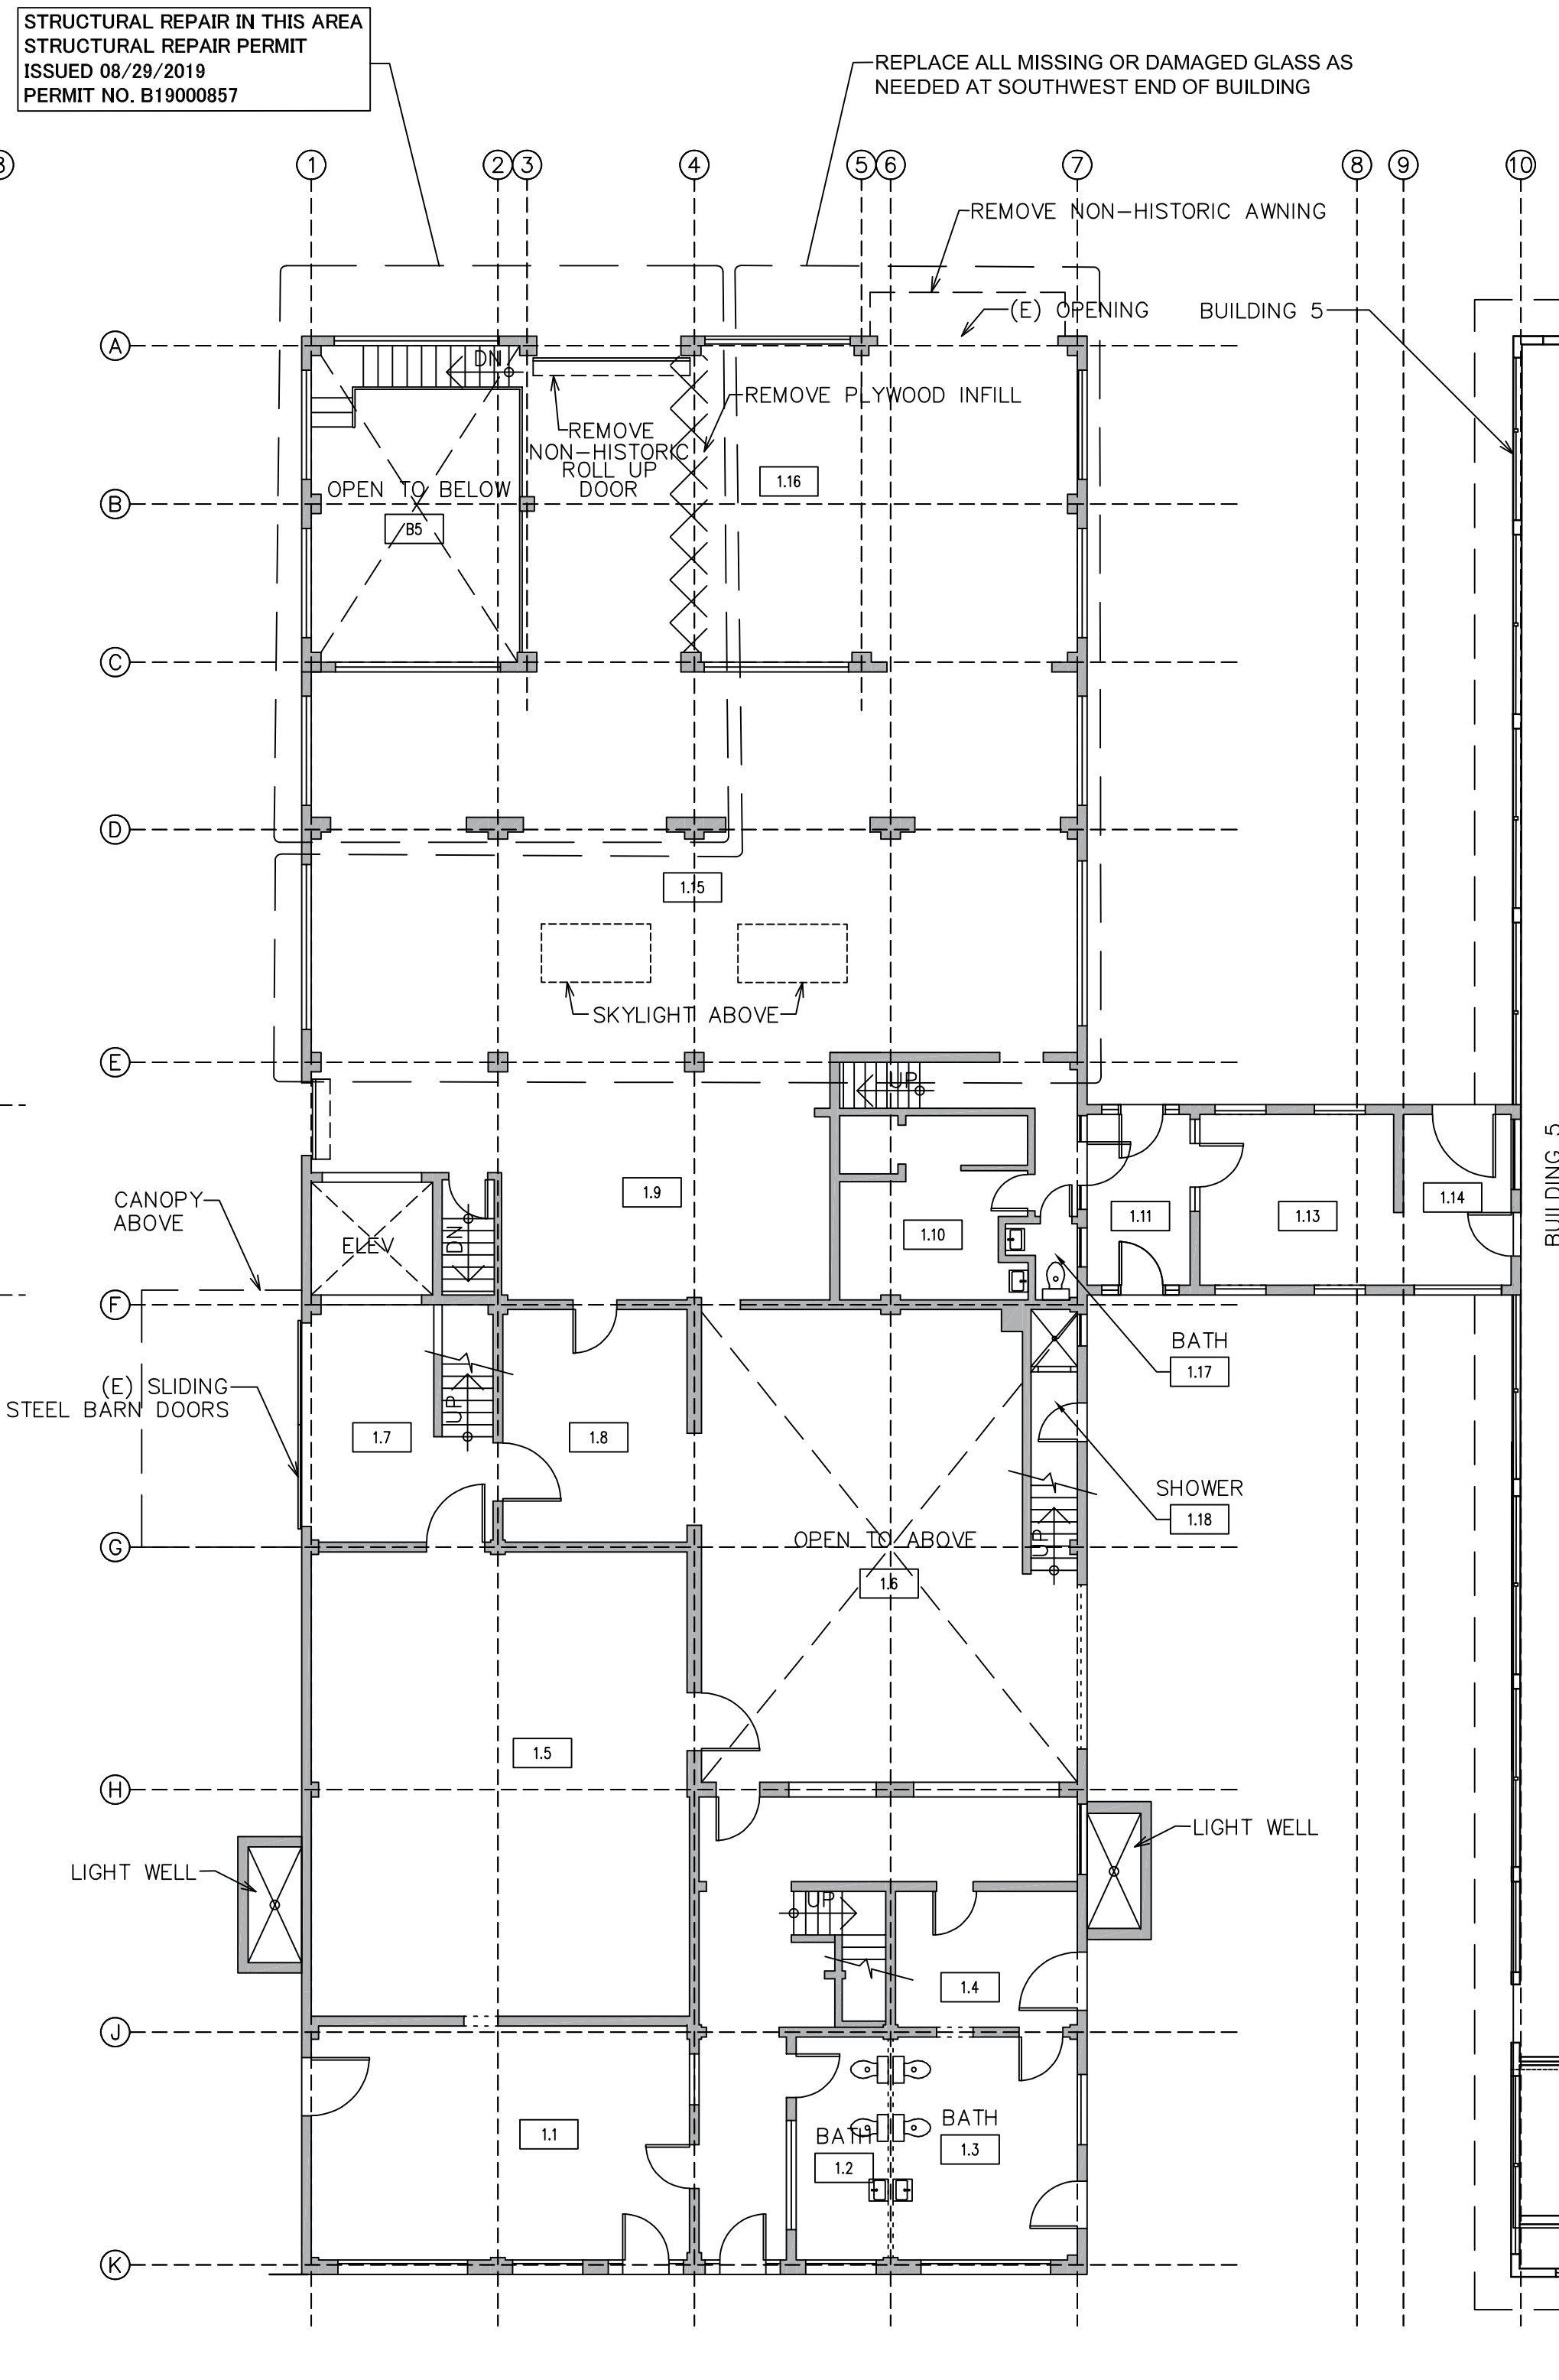 STRUCTURAL REPAIR IN THIS AREA
STRUCTURAL REPAIR PERMIT
ISSUED 08/29/2019
PERMIT NO. B19000857
REPLACE ALL MISSING OR DAMAGED GLASS AS
NEEDED AT SOUTHWEST END OF BUILDING
1
2
3
4
5
6
7
8
9
10
REMOVE NON-HISTORIC AWNING
(E) OPENING
BUILDING 5
A
DN
REMOVE PLYWOOD INFILL
REMOVE
NON-HISTORIC
ROLL UP
DOOR
1.16
OPEN TO BELOW
B
B5
C
D
1.15
SKYLIGHT ABOVE
E
UP
BUILDING 5
CANOPY
ABOVE
1.9
1.10
1.11
1.13
1.14
ELEV
DN
F
BATH
1.17
(E) SLIDING
STEEL BARN DOORS
UP
1.7
1.8
SHOWER
1.18
G
OPEN TO ABOVE
UP
1.6
1.5
H
LIGHT WELL
LIGHT WELL
UP
1.4
J
1.1
BATH
1.2
BATH
1.3
K